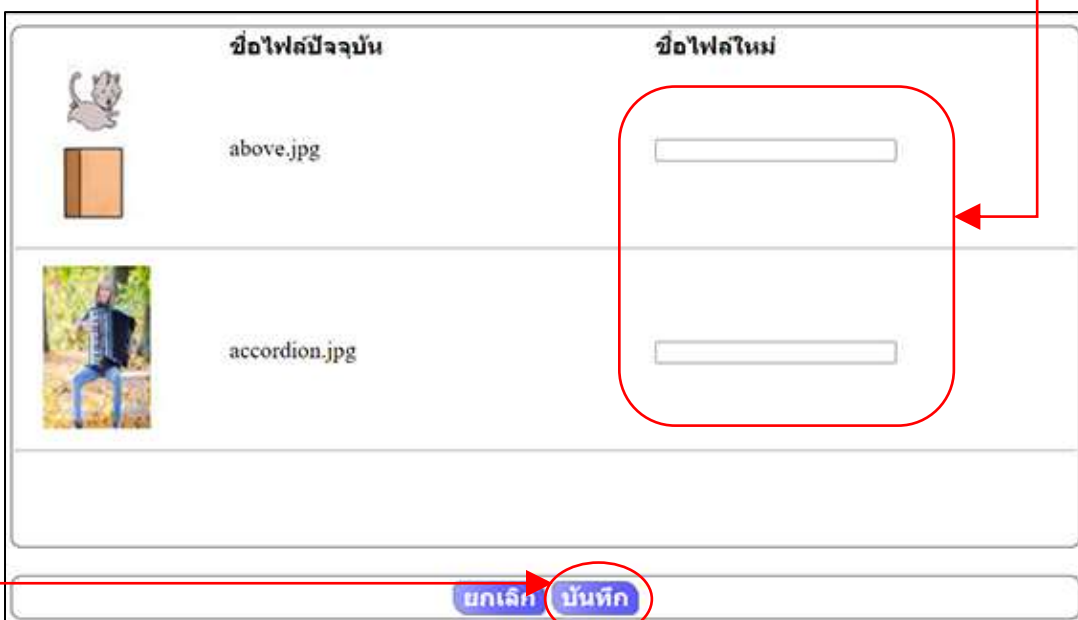 ชื่อไฟล์ปัจจุบัน ชื่อไฟล์ใหม่
above.jpg
accordion.jpg
ยกเลิก บันทึก